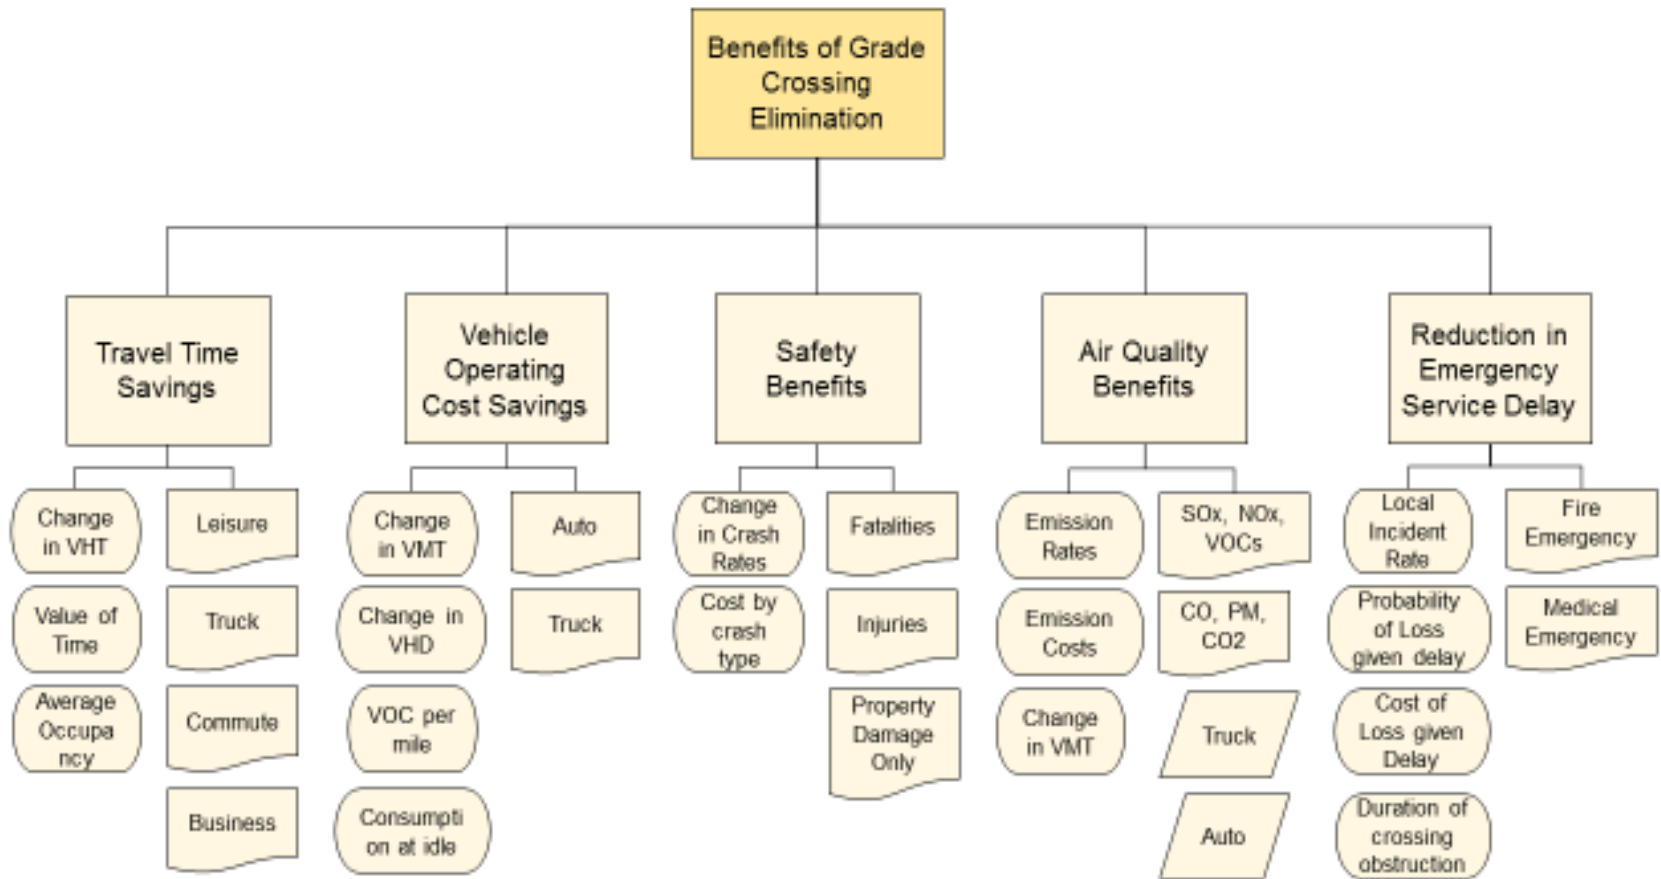 Benefits of Grade
Crossing
Elimination
Travel Time
Savings
Vehicle
Operating
Cost Savings
Safety
Benefits
Air Quality
Benefits
Reduction in
Emergency
Service Delay
Change
in VHT
Value of
Time
Average
Occupa
ncy
Leisure
Truck
Commute
Business
Change
in VMT
Change in
VHD
VOC per
mile
Consumpti
on at idle
Auto
Truck
Change
in Crash
Rates
Cost by
crash
type
Fatalities
Injuries
Property
Damage
Only
Emission
Rates
Emission
Costs
Change
in VMT
SOx, NOx,
VOCs
CO, PM,
CO2
Truck
Auto
Local
Incident
Rate
Probability
of Loss
given delay
Cost of
Loss given
Delay
Duration of
crossing
obstruction
Fire
Emergency
Medical
Emergency